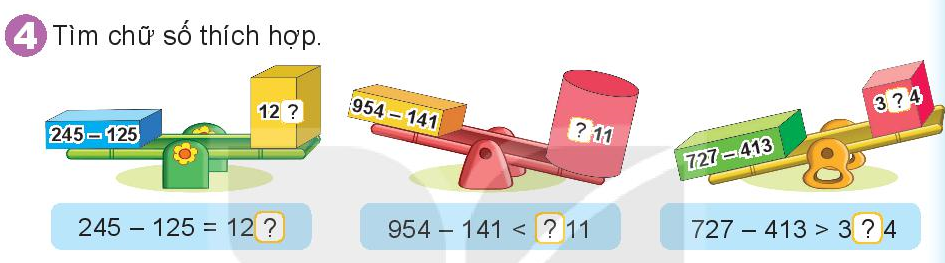 4 Tìm chữ số thích hợp.
245 – 125
12 ?
954 – 141
? 11
727 – 413
3 ? 4
245 – 125 = 12 ?
954 – 141 < ? 11
727 – 413 > 3 ? 4